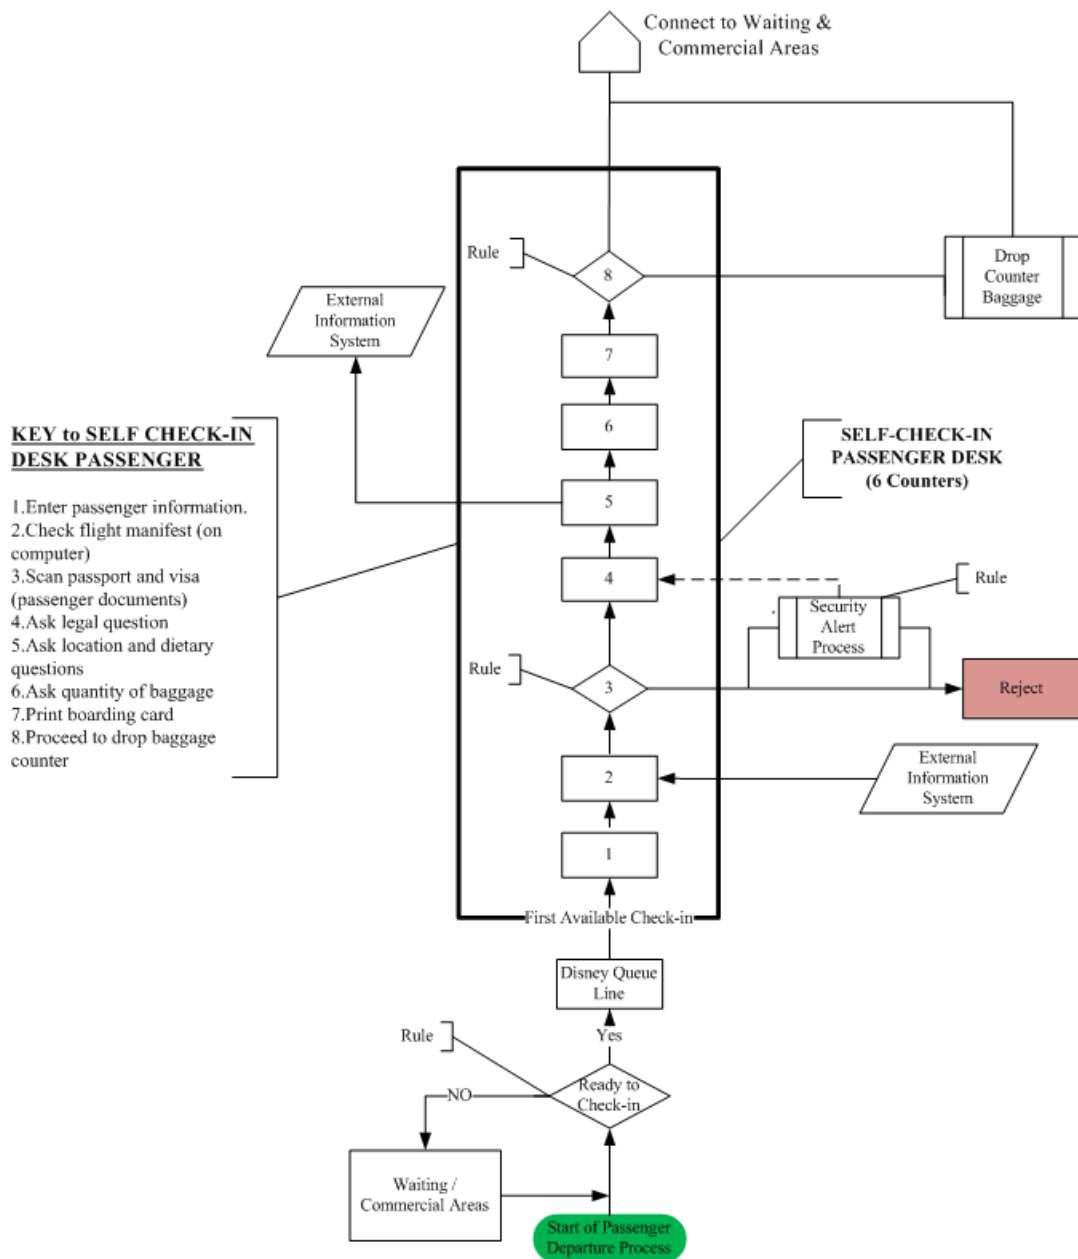 Connect to Waiting &
Commercial Areas
Rule
8
Drop
Counter
Baggage
External
Information
System
7
6
KEY to SELF CHECK-IN
DESK PASSENGER
1.Enter passenger information.
2.Check flight manifest (on
computer)
3.Scan passport and visa
(passenger documents)
4.Ask legal question
5.Ask location and dietary
questions
6.Ask quantity of baggage
7.Print boarding card
8.Proceed to drop baggage
counter
SELF-CHECK-IN
PASSENGER DESK
(6 Counters)
5
4
Rule
Security
Alert
Process
Rule
3
Reject
2
External
Information
System
1
First Available Check-in
Disney Queue
Line
Rule
Yes
Ready to
Check-in
NO
Waiting /
Commercial Areas
Start of Passenger
Departure Process